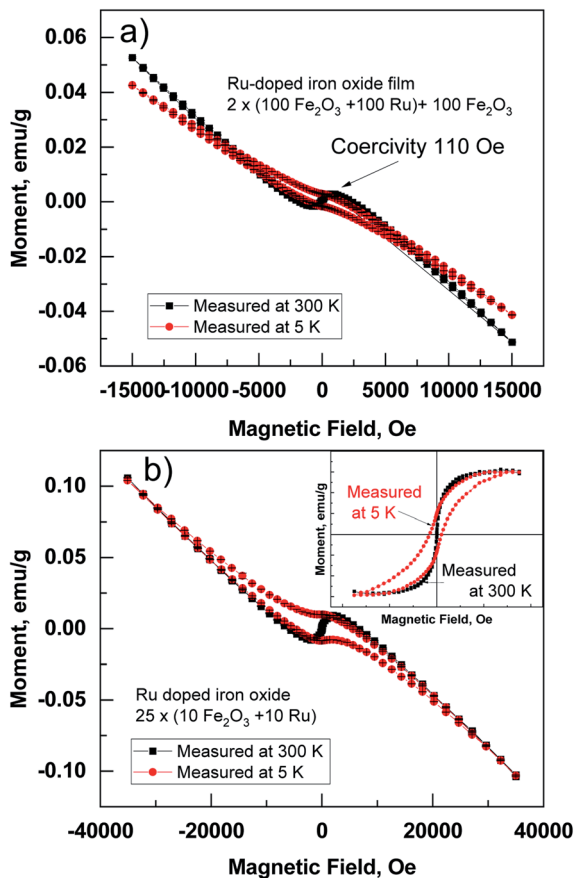 a)
0.06
0.04
0.02
0.00
-0.02
-0.04
-0.06
Moment, emu/g
Ru-doped iron oxide film
2 x (100 Fe₂O₃ +100 Ru)+ 100 Fe₂O₃
Coercivity 110 Oe
Measured at 300 K
Measured at 5 K
-15000 -10000 -5000 0 5000 10000 15000
Magnetic Field, Oe
b)
0.10
0.05
0.00
-0.05
-0.10
Moment, emu/g
Moment, emu/g
Measured
at 5 K
Measured
at 300 K
Magnetic Field, Oe
Ru doped iron oxide
25 x (10 Fe₂O₃ +10 Ru)
Measured at 300 K
Measured at 5 K
-40000 -20000 0 20000 40000
Magnetic Field, Oe